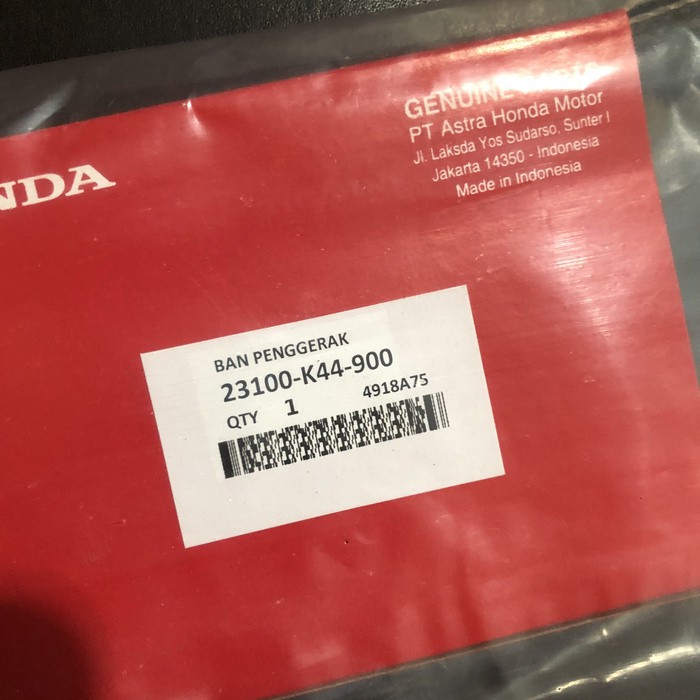 GENUINE PARTS
PT Astra Honda Motor
Jl. Laksda Yos Sudarso, Sunter I
Jakarta 14350 - Indonesia
Made in Indonesia
NDA
BAN PENGGERAK
23100-K44-900
QTY 1 4918A75